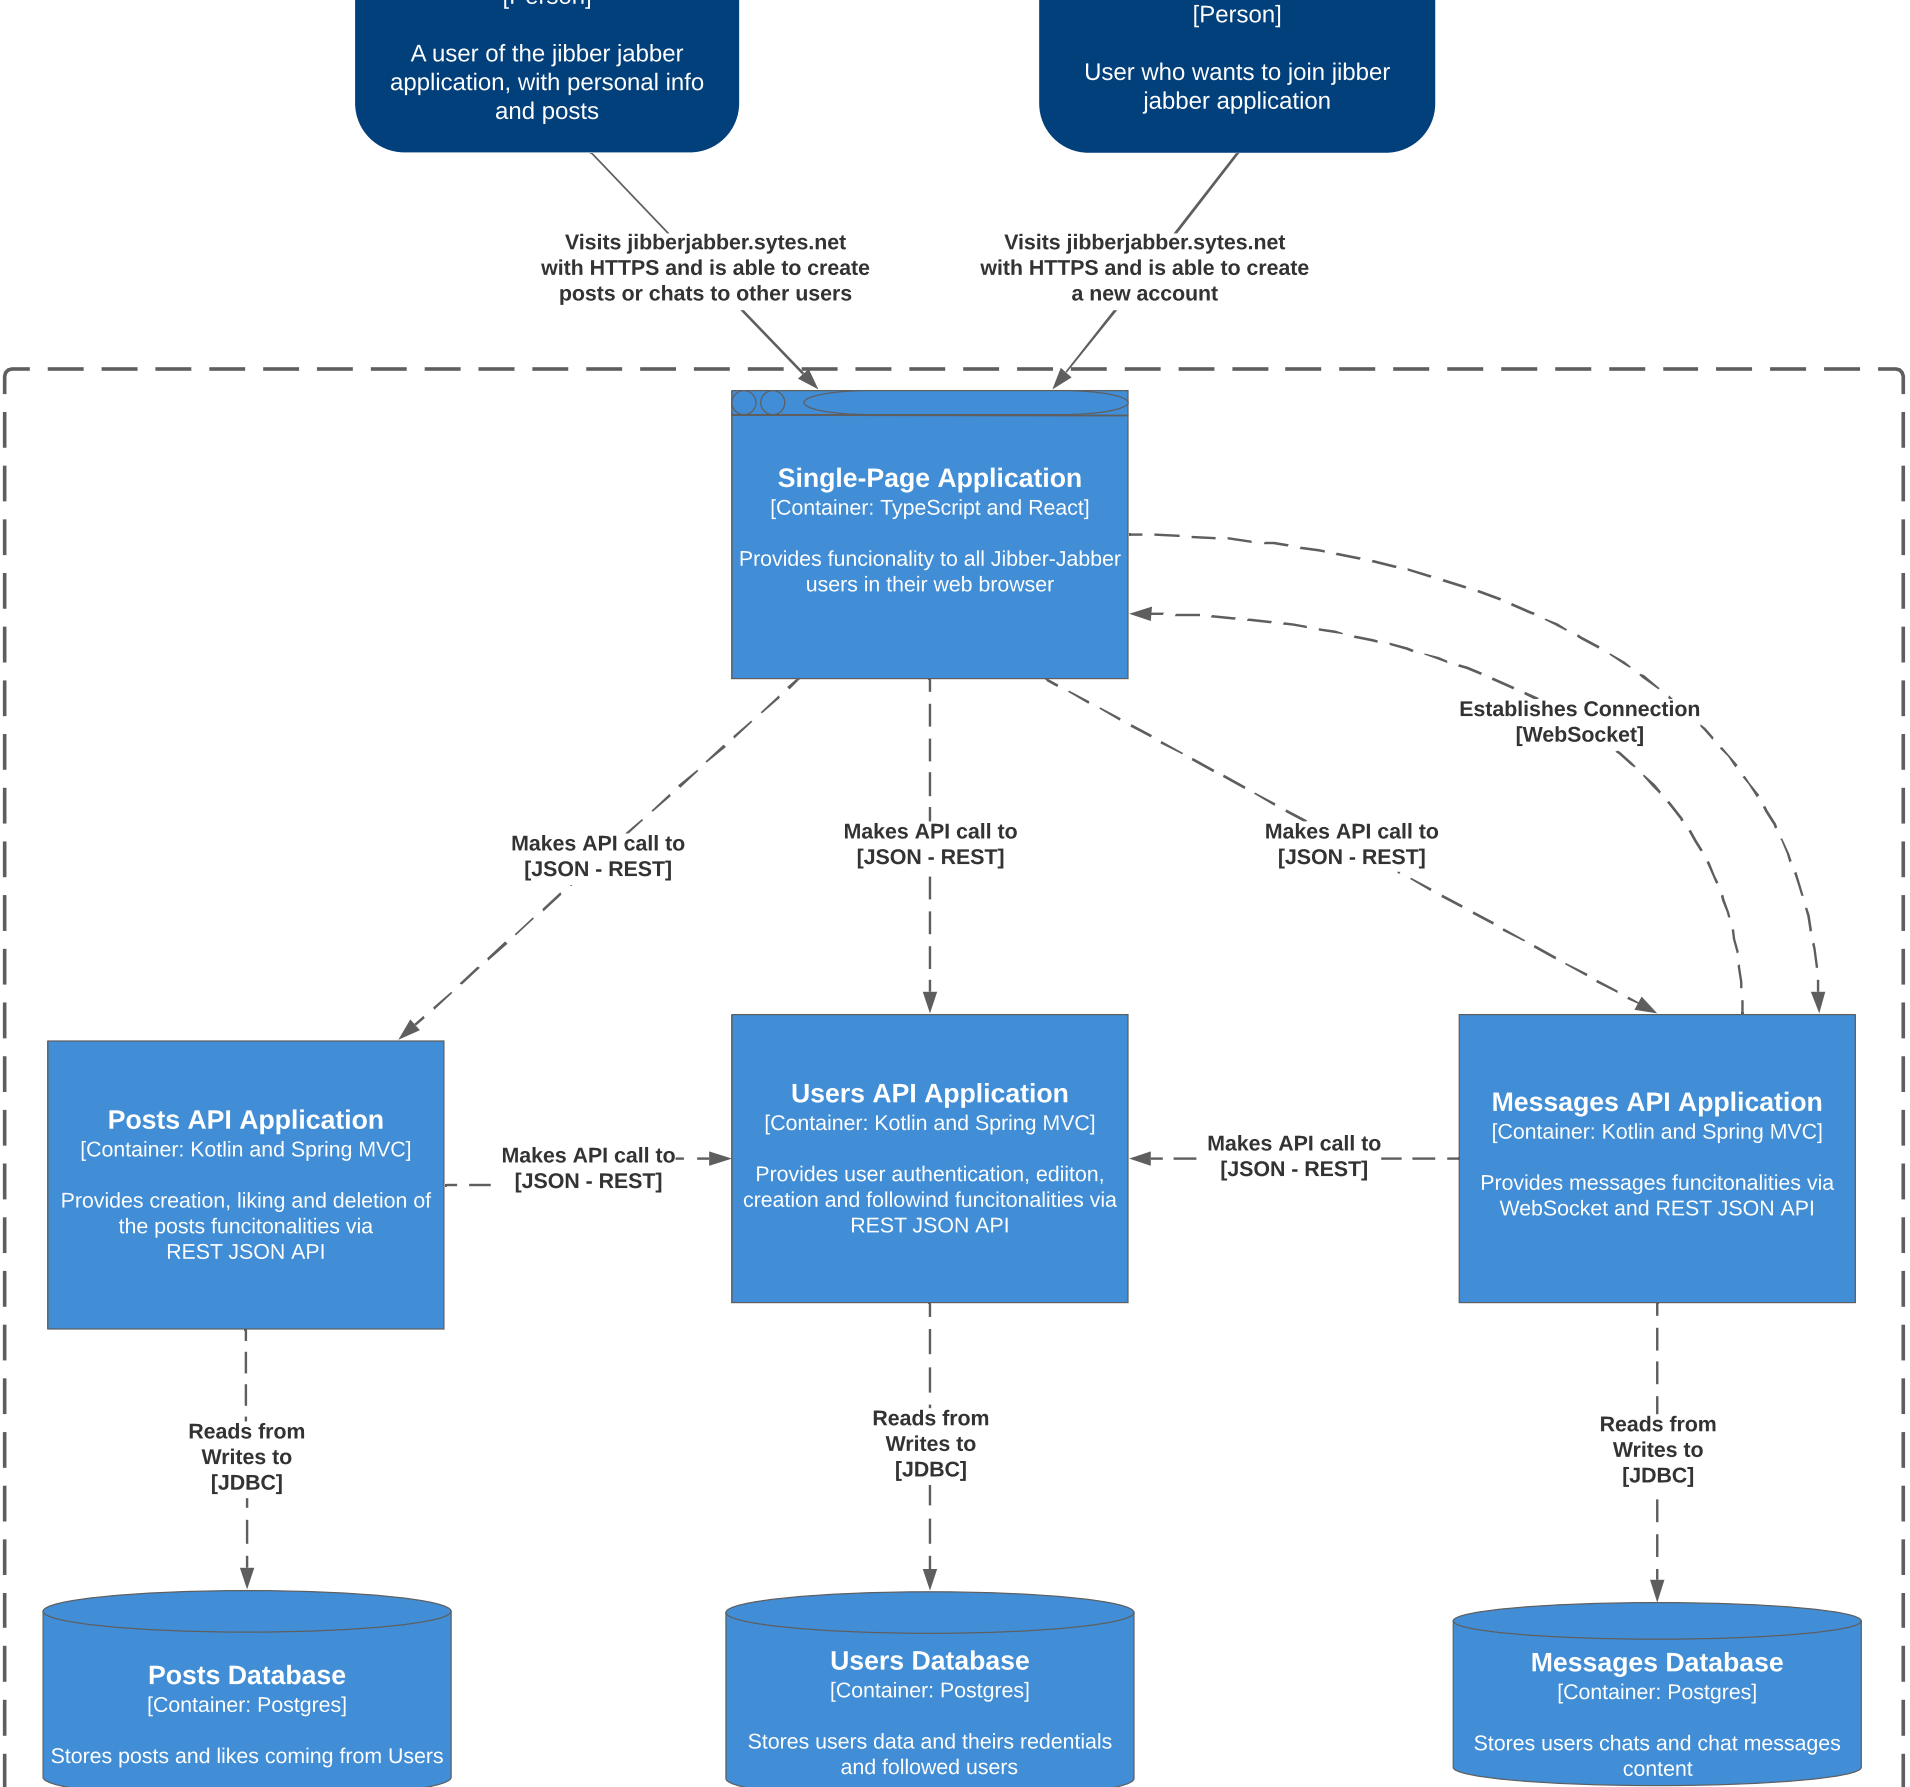 [Person]
A user of the jibber jabber
application, with personal info
and posts
[Person]
User who wants to join jibber
jabber application
Visits jibberjabber.sytes.net
with HTTPS and is able to create
posts or chats to other users
Visits jibberjabber.sytes.net
with HTTPS and is able to create
a new account
Single-Page Application
[Container: TypeScript and React]
Provides funcionality to all Jibber-Jabber
users in their web browser
Establishes Connection
[WebSocket]
Makes API call to
[JSON - REST]
Makes API call to
[JSON - REST]
Makes API call to
[JSON - REST]
Posts API Application
[Container: Kotlin and Spring MVC]
Provides creation, liking and deletion of
the posts funcitonalities via
REST JSON API
Makes API call to
[JSON - REST]
Users API Application
[Container: Kotlin and Spring MVC]
Provides user authentication, ediiton,
creation and followind funcitonalities via
REST JSON API
Makes API call to
[JSON - REST]
Messages API Application
[Container: Kotlin and Spring MVC]
Provides messages funcitonalities via
WebSocket and REST JSON API
Reads from
Writes to
[JDBC]
Reads from
Writes to
[JDBC]
Reads from
Writes to
[JDBC]
Posts Database
[Container: Postgres]
Stores posts and likes coming from Users
Users Database
[Container: Postgres]
Stores users data and theirs redentials
and followed users
Messages Database
[Container: Postgres]
Stores users chats and chat messages
content